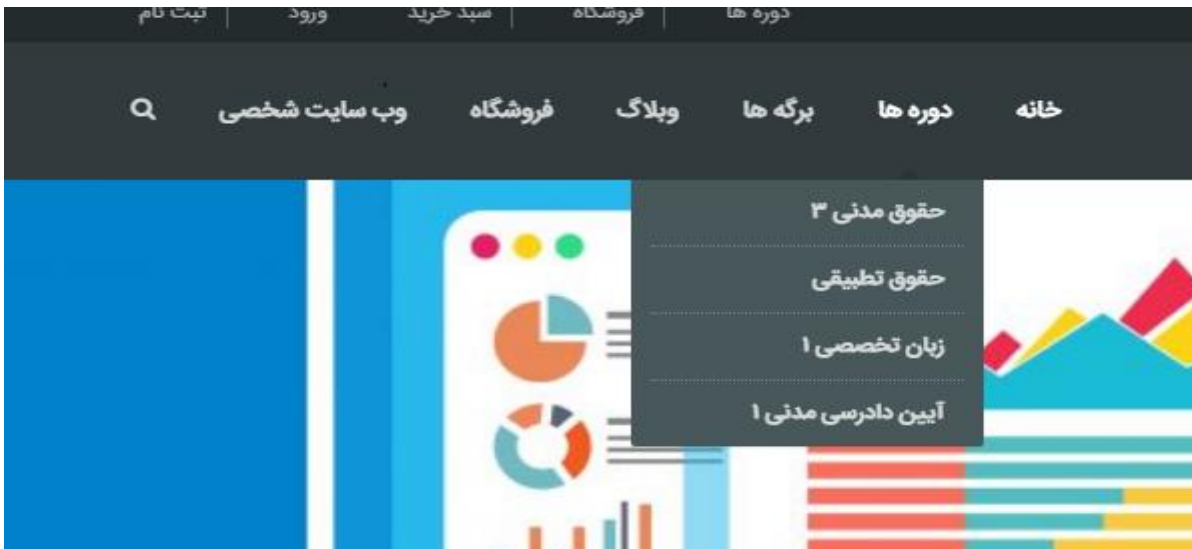 دوره ها | فروشگاه | سبد خرید ورود | ثبت نام
خانه دوره ها برگه ها وبلاگ فروشگاه وب سایت شخصی
حقوق مدنی ۳
حقوق تطبیقی
زبان تخصصی ۱
آیین دادرسی مدنی ۱